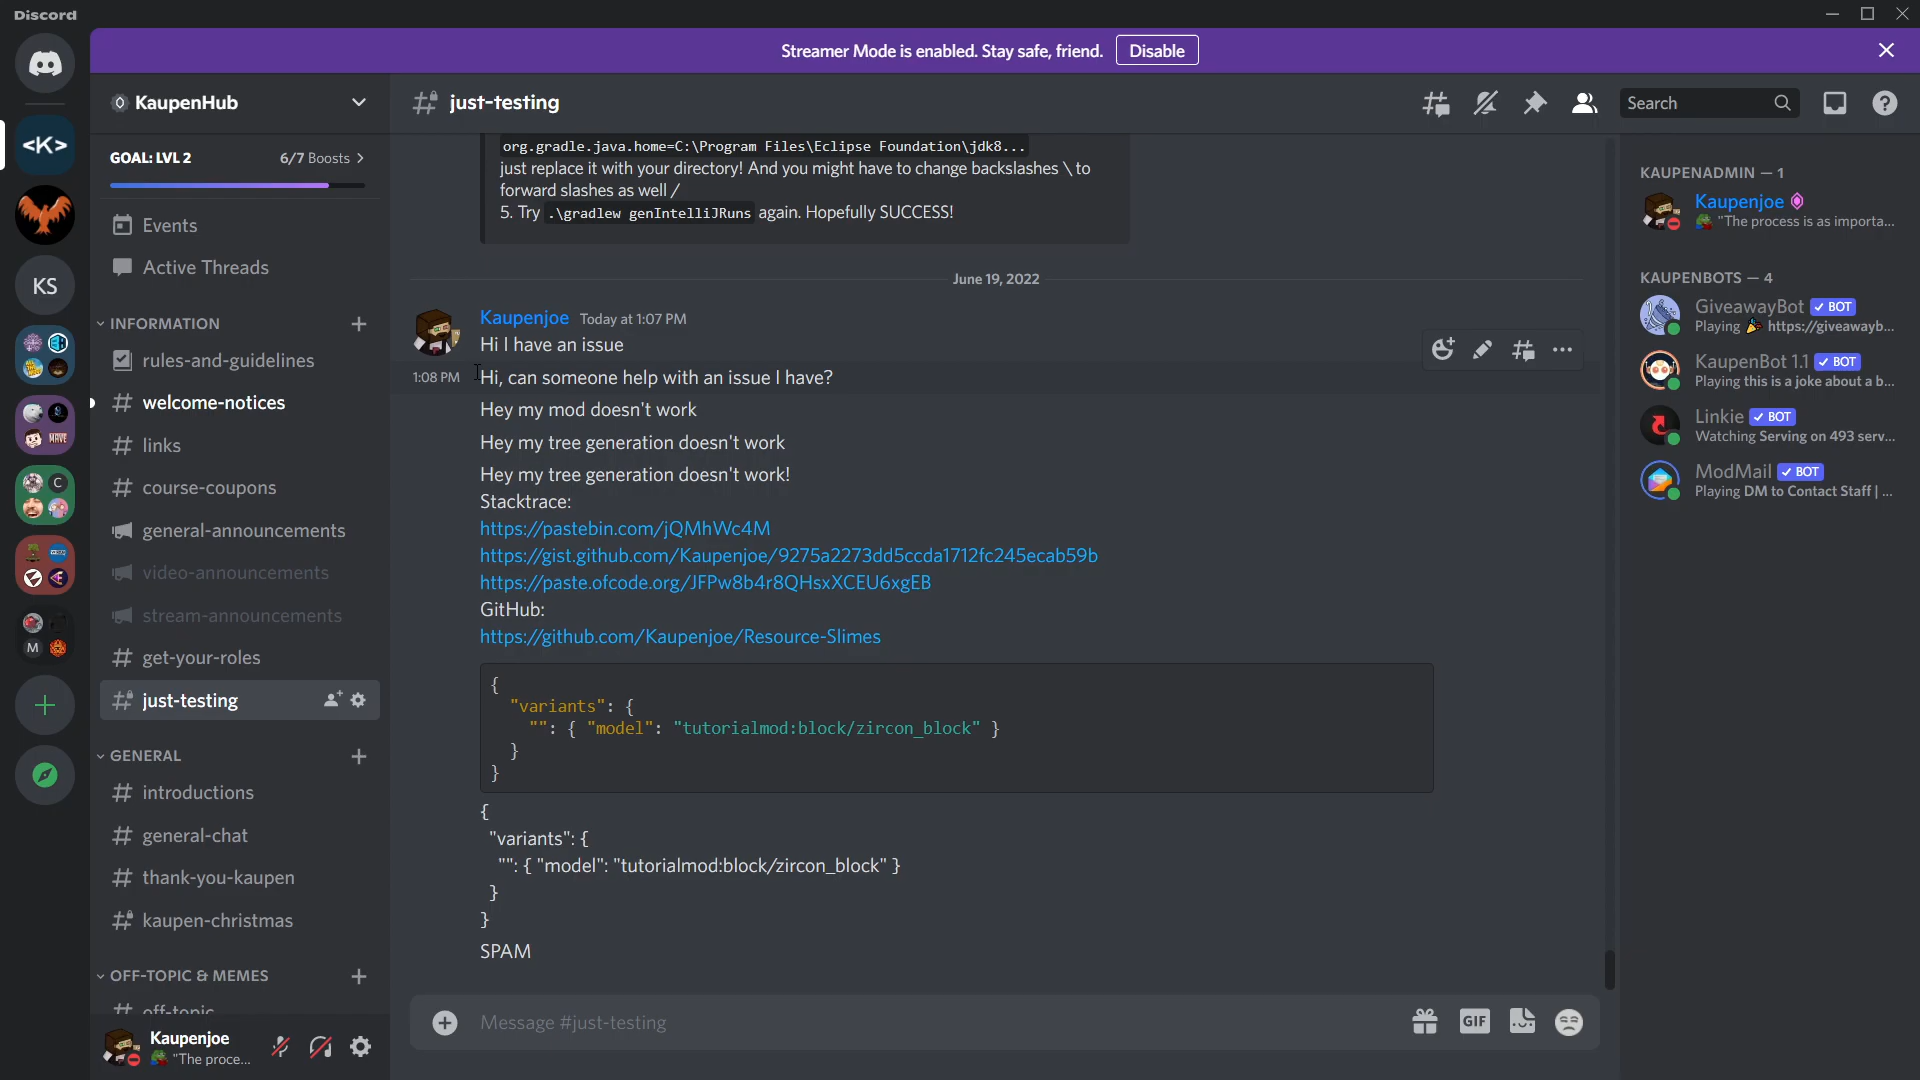 Discord
Streamer Mode is enabled. Stay safe, friend. Disable
<K>
KS
M
KaupenHub
GOAL: LVL 2 6/7 Boosts >
Events
Active Threads
INFORMATION
rules-and-guidelines
welcome-notices
links
course-coupons
general-announcements
video-announcements
stream-announcements
get-your-roles
just-testing
GENERAL
introductions
general-chat
thank-you-kaupen
kaupen-christmas
OFF-TOPIC & MEMES
off-topic
Kaupenjoe
"The proce...
just-testing
Search
org.gradle.java.home=C:\Program Files\Eclipse Foundation\jdk8...
just replace it with your directory! And you might have to change backslashes \ to
forward slashes as well /
5. Try .\gradlew genIntelliJRuns again. Hopefully SUCCESS!
June 19, 2022
Kaupenjoe Today at 1:07 PM
Hi I have an issue
1:08 PM Hi, can someone help with an issue I have?
Hey my mod doesn't work
Hey my tree generation doesn't work
Hey my tree generation doesn't work!
Stacktrace:
https://pastebin.com/jQMhWc4M
https://gist.github.com/Kaupenjoe/9275a2273dd5ccda1712fc245ecab59b
https://paste.ofcode.org/JFPw8b4r8QHsxXCEU6xgEB
GitHub:
https://github.com/Kaupenjoe/Resource-Slimes
{
"variants": {
"": { "model": "tutorialmod:block/zircon_block" }
}
}
{
"variants": {
"": { "model": "tutorialmod:block/zircon_block" }
}
}
SPAM
Message #just-testing
GIF
KAUPENADMIN — 1
Kaupenjoe
"The process is as importa...
KAUPENBOTS — 4
GiveawayBot ✓ BOT
Playing 🎉 https://giveawayb...
KaupenBot 1.1 ✓ BOT
Playing this is a joke about a b...
Linkie ✓ BOT
Watching Serving on 493 serv...
ModMail ✓ BOT
Playing DM to Contact Staff | ...